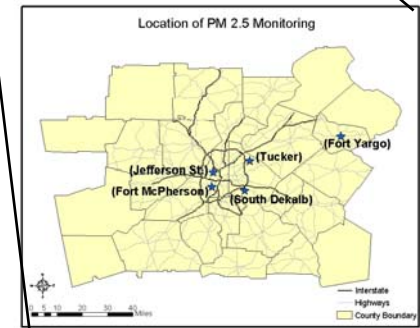 Location of PM 2.5 Monitoring
(Fort Yargo)
(Tucker)
(Jefferson St.)
(Fort McPherson)
(South Dekalb)
Interstate
Highways
County Boundary
0 5 10 20 30 40
Miles